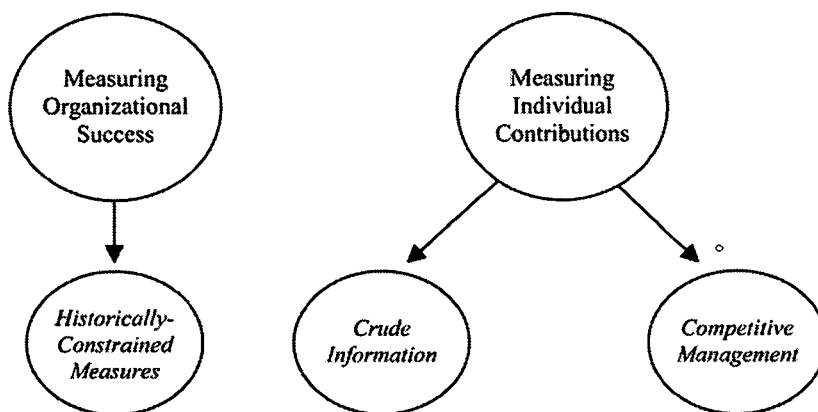 Measuring
Organizational
Success
Measuring
Individual
Contributions
Historically-
Constrained
Measures
Crude
Information
Competitive
Management